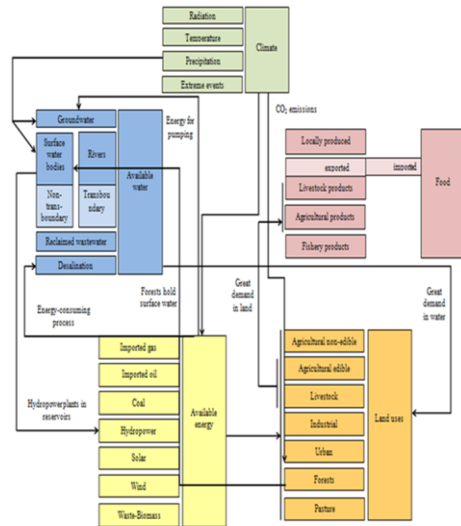 Radiation
Temperature
Precipitation
Extreme events
Climate
CO₂ emissions
Energy for
pumping
Groundwater
Surface
water
bodies
Rivers
Non-
trans-
boundary
Transbou
ndary
Reclaimed wastewater
Desalination
Available
water
Locally produced
exported
imported
Livestock products
Agricultural products
Fishery products
Food
Energy-consuming
process
Forests hold
surface water
Great
demand
in land
Great
demand
in water
Hydropowerplants in
reservoirs
Imported gas
Imported oil
Coal
Hydropower
Solar
Wind
Waste-Biomass
Available
energy
Agricultural non-edible
Agricultural edible
Livestock
Industrial
Urban
Forests
Pasture
Land uses